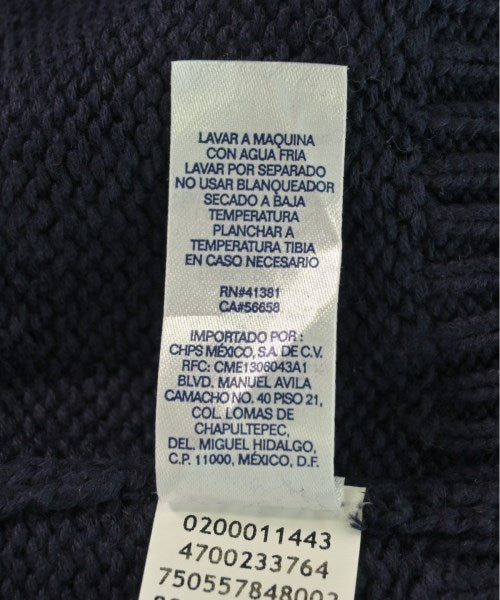 LAVAR A MAQUINA
CON AGUA FRIA
LAVAR POR SEPARADO
NO USAR BLANQUEADOR
SECADO A BAJA
TEMPERATURA
PLANCHAR A
TEMPERATURA TIBIA
EN CASO NECESARIO
RN#41381
CA#56658
IMPORTADO POR :
CHPS MÉXICO, S.A. DE C.V.
RFC: CME1306043A1
BLVD. MANUEL AVILA
CAMACHO NO. 40 PISO 21,
COL. LOMAS DE
CHAPULTEPEC,
DEL. MIGUEL HIDALGO,
C.P. 11000, MÉXICO, D.F.
0200011443
4700233764
750557848003